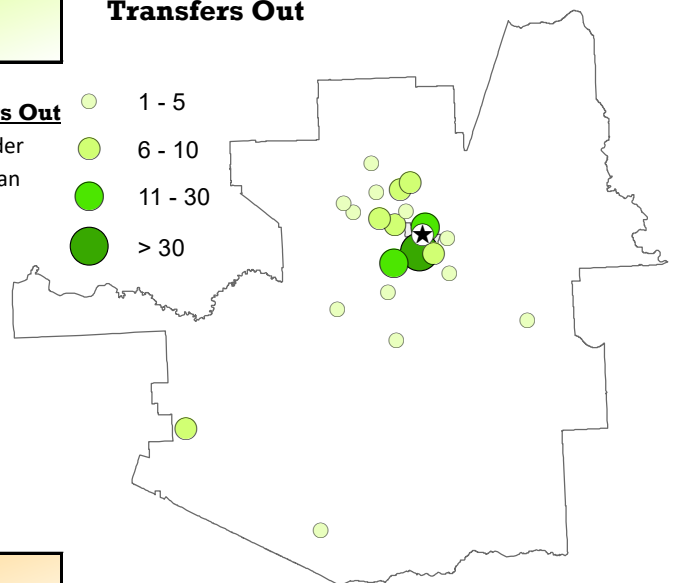 Transfers Out
s Out
der
an
1 - 5
6 - 10
11 - 30
> 30